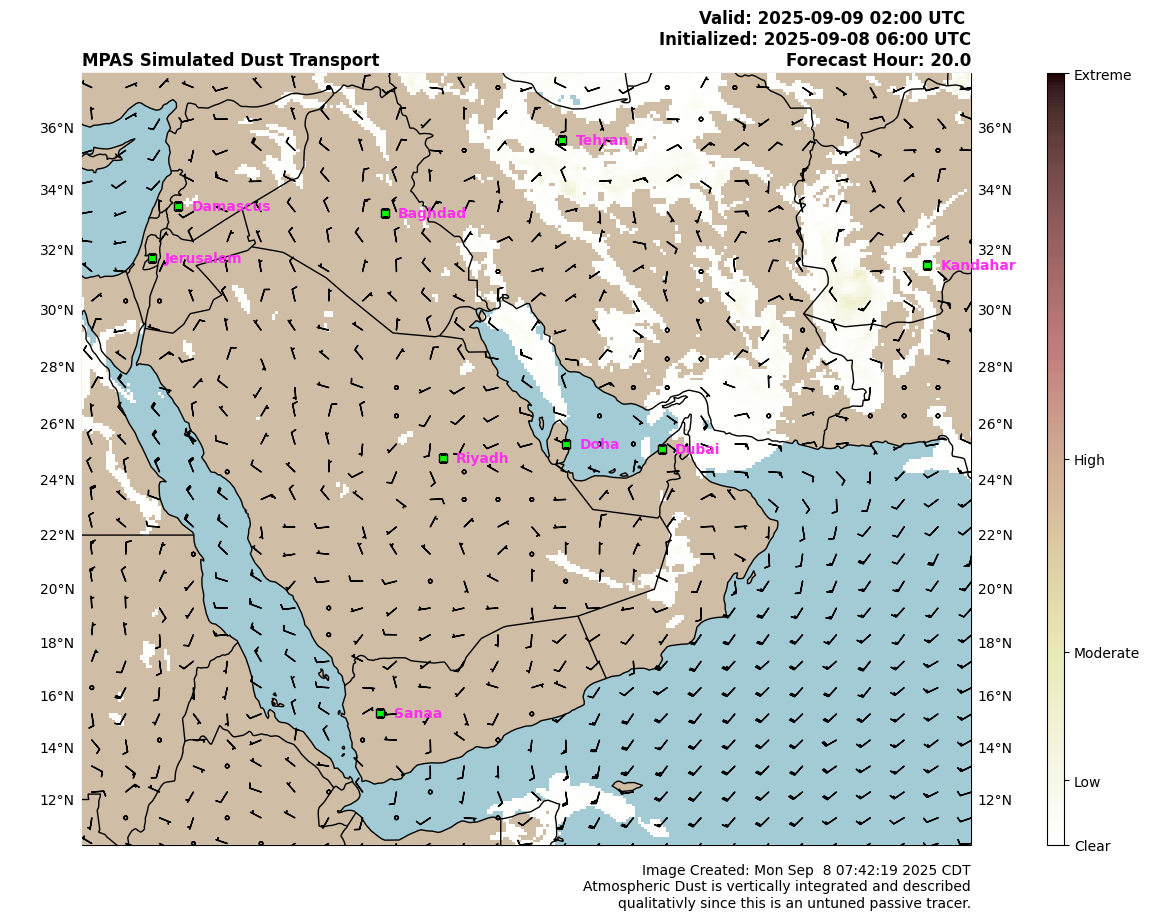 Valid: 2025-09-09 02:00 UTC
Initialized: 2025-09-08 06:00 UTC
MPAS Simulated Dust Transport Forecast Hour: 20.0
Extreme
36°N Tehran 36°N
34°N Damascus Baghdad 34°N
32°N Jerusalem 32°N
Kandahar
30°N 30°N
28°N 28°N
26°N Doha Dubai 26°N
Riyadh High
24°N 24°N
22°N 22°N
20°N 20°N
18°N 18°N
Moderate
16°N Sanaa 16°N
14°N 14°N
Low
12°N 12°N
Clear
Image Created: Mon Sep  8 07:42:19 2025 CDT
Atmospheric Dust is vertically integrated and described
qualitativly since this is an untuned passive tracer.